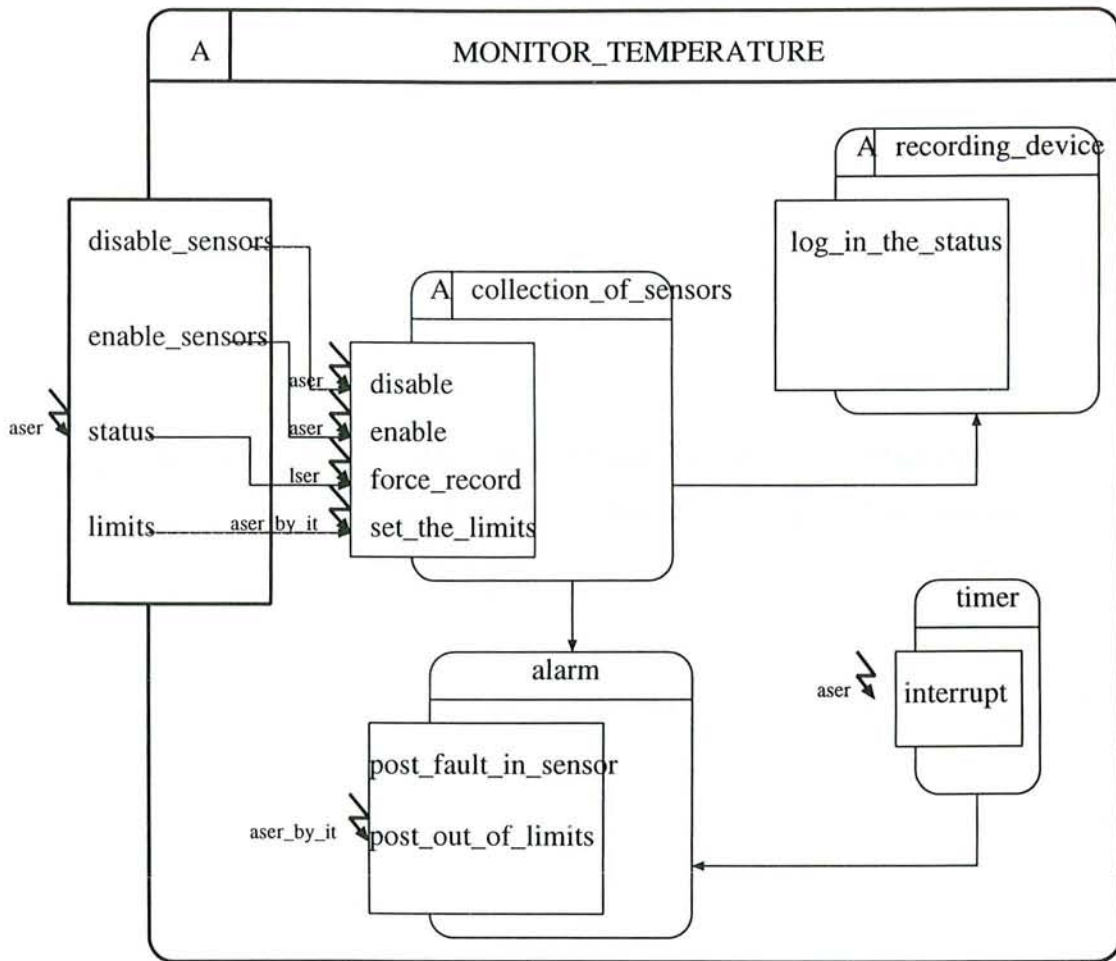 A MONITOR_TEMPERATURE
A recording_device
log_in_the_status
disable_sensors
enable_sensors
aser
status
limits
A collection_of_sensors
aser disable
aser enable
lser force_record
aser_by_it set_the_limits
timer
aser interrupt
alarm
post_fault_in_sensor
aser_by_it post_out_of_limits